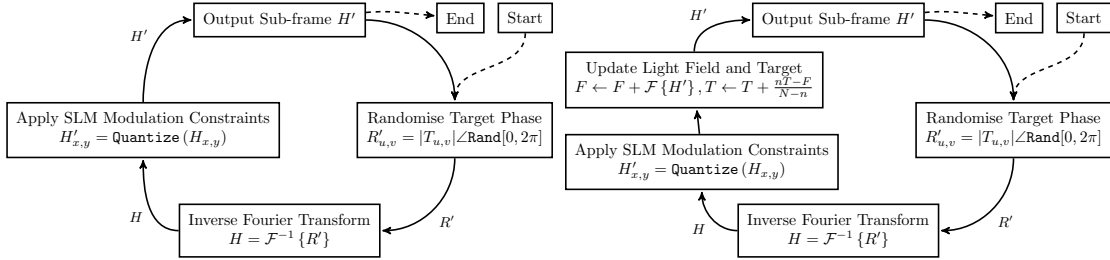 Output Sub-frame H′
End
Start
H′
Apply SLM Modulation Constraints
H′x,y = Quantize (Hx,y)
Randomise Target Phase
R′u,v = |Tu,v|∠Rand[0, 2π]
H
Inverse Fourier Transform
H = F⁻¹ {R′}
R′
Output Sub-frame H′
End
Start
H′
Update Light Field and Target
F ← F + F {H′} , T ← T + nT−F/N−n
Randomise Target Phase
R′u,v = |Tu,v|∠Rand[0, 2π]
Apply SLM Modulation Constraints
H′x,y = Quantize (Hx,y)
H
Inverse Fourier Transform
H = F⁻¹ {R′}
R′